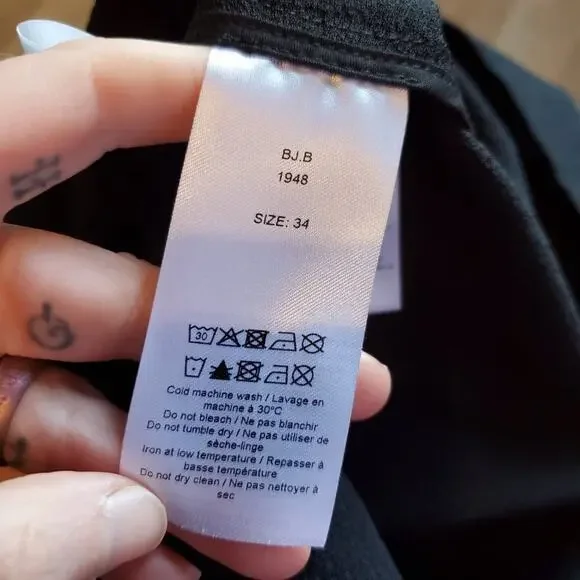 BJ.B
1948
SIZE: 34
30
Cold machine wash / Lavage en
machine à 30°C
Do not bleach / Ne pas blanchir
Do not tumble dry / Ne pas utiliser de
sèche-linge
Iron at low temperature / Repasser à
basse température
Do not dry clean / Ne pas nettoyer à
sec